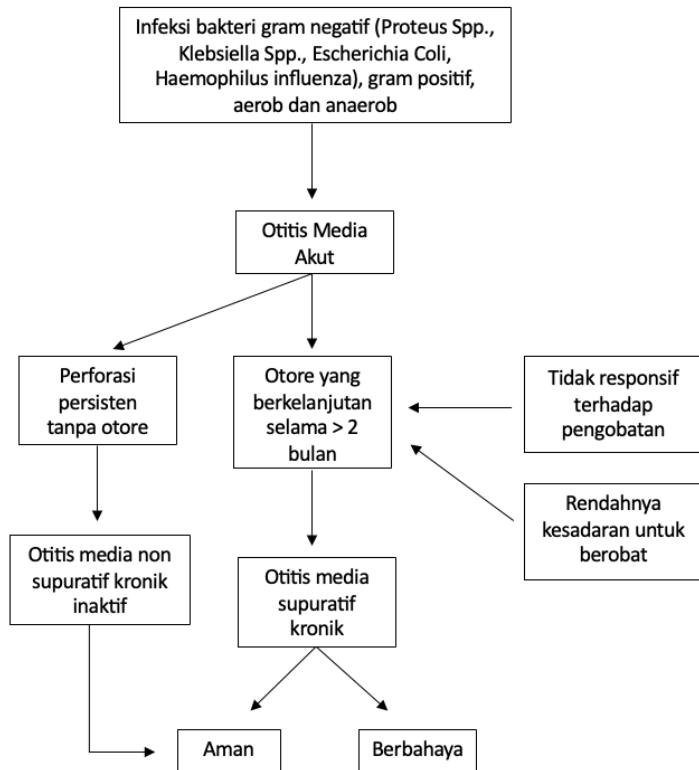 Infeksi bakteri gram negatif (Proteus Spp.,
Klebsiella Spp., Escherichia Coli,
Haemophilus influenza), gram positif,
aerob dan anaerob
Otitis Media
Akut
Perforasi
persisten
tanpa otore
Otore yang
berkelanjutan
selama > 2
bulan
Tidak responsif
terhadap
pengobatan
Rendahnya
kesadaran untuk
berobat
Otitis media non
supuratif kronik
inaktif
Otitis media
supuratif
kronik
Aman
Berbahaya